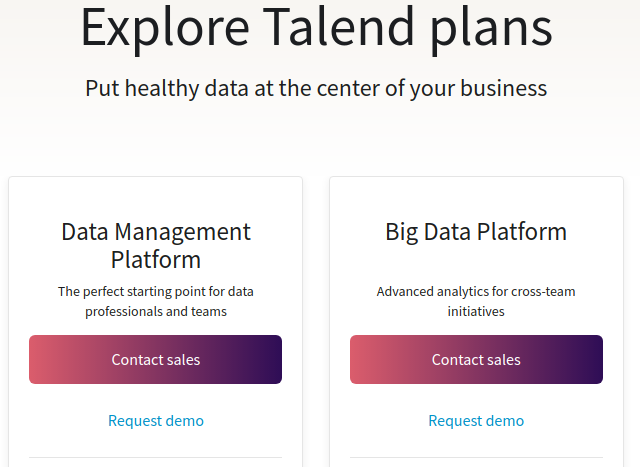 Explore Talend plans
Put healthy data at the center of your business
Data Management
Platform
The perfect starting point for data
professionals and teams
Contact sales
Request demo
Big Data Platform
Advanced analytics for cross-team
initiatives
Contact sales
Request demo